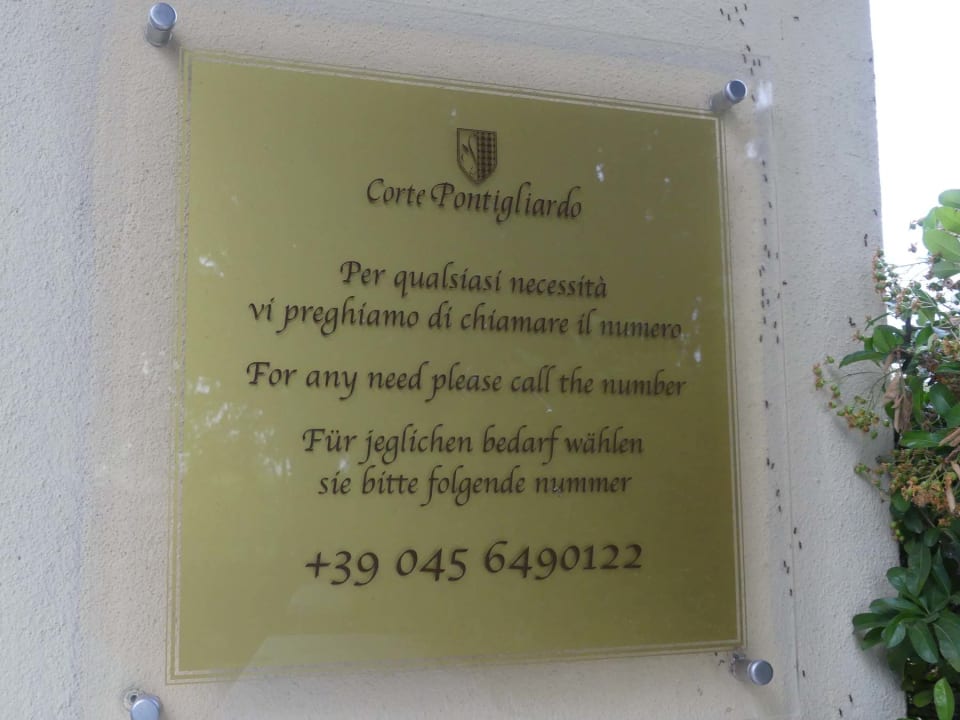 Corte Pontigliardo
Per qualsiasi necessità
vi preghiamo di chiamare il numero
For any need please call the number
Für jeglichen bedarf wählen
sie bitte folgende nummer
+39 045 6490122